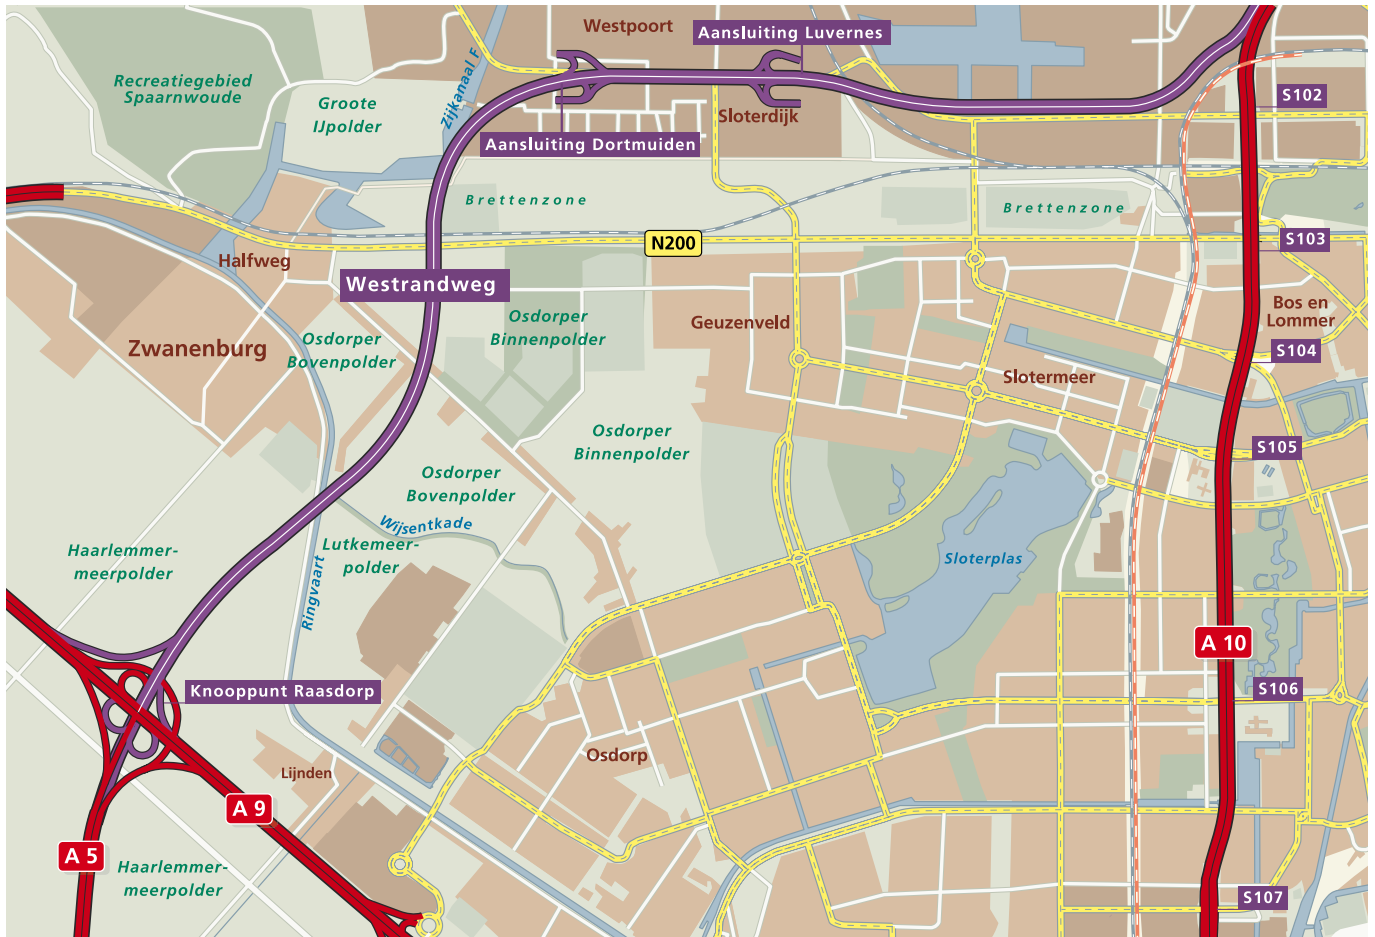 Westpoort
Aansluiting Luvernes
Recreatiegebied
Spaarnwoude
Groote
IJpolder
Zijkanaal F
S102
Sloterdijk
Aansluiting Dortmuiden
Brettenzone
Brettenzone
N200
S103
Halfweg
Westrandweg
Bos en
Lommer
Osdorper
Binnenpolder
Geuzenveld
Zwanenburg
Osdorper
Bovenpolder
S104
Slotermeer
Osdorper
Binnenpolder
S105
Osdorper
Bovenpolder
Wijsentkade
Haarlemmer-
meerpolder
Lutkemeer-
polder
Ringvaart
Sloterplas
A 10
Knooppunt Raasdorp
S106
Osdorp
Lijnden
A 9
A 5
Haarlemmer-
meerpolder
S107